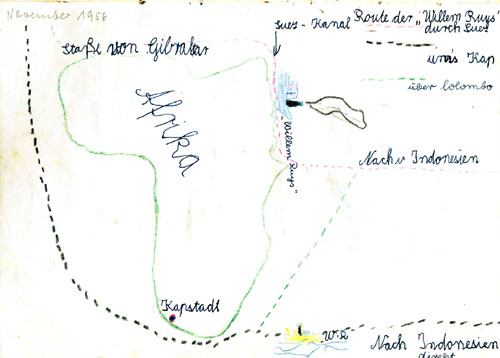 November 1956
Suez-Kanal
Route der „Willem Ruys"
durch Suez
um's Kap
über Colombo
Staße von Gibraltar
Afrika
„Willem Ruys"
Nach Indonesien
Kapstadt
W.R
Nach Indonesien
direkt